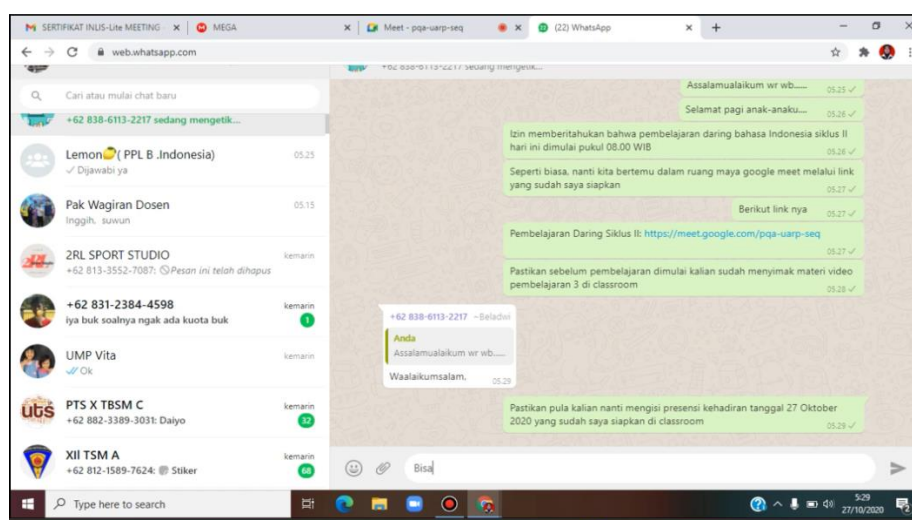 SERTIFIKAT INLIS-Lite MEETING
MEGA
Meet - pqa-uarp-seq
(22) WhatsApp
web.whatsapp.com
+62 838-6113-2217 sedang mengetik...
Cari atau mulai chat baru
+62 838-6113-2217 sedang mengetik...
Lemon🍋( PPL B .Indonesia)
05.25
✓ Dijawabi ya
Pak Wagiran Dosen
05.15
Inggih, suwun
2RL SPORT STUDIO
kemarin
+62 813-3552-7087: Pesan ini telah dihapus
+62 831-2384-4598
kemarin
iya buk soalnya ngak ada kuota buk
1
UMP Vita
kemarin
Ok
uts
PTS X TBSM C
kemarin
+62 882-3389-3031: Daiyo
32
XII TSM A
kemarin
+62 812-1589-7624: Stiker
68
Assalamualaikum wr wb......
05.25
Selamat pagi anak-anaku....
05.26
Izin memberitahukan bahwa pembelajaran daring bahasa Indonesia siklus II
hari ini dimulai pukul 08.00 WIB
05.26
Seperti biasa, nanti kita bertemu dalam ruang maya google meet melalui link
yang sudah saya siapkan
05.27
Berikut link nya
05.27
Pembelajaran Daring Siklus II: https://meet.google.com/pqa-uarp-seq
05.27
Pastikan sebelum pembelajaran dimulai kalian sudah menyimak materi video
pembelajaran 3 di classroom
05.28
+62 838-6113-2217 ~Beladwi
Anda
Assalamualaikum wr wb......
Waalaikumsalam.
05.29
Pastikan pula kalian nanti mengisi presensi kehadiran tanggal 27 Oktober
2020 yang sudah saya siapkan di classroom
05.29
Bisa
Type here to search
5:29
27/10/2020